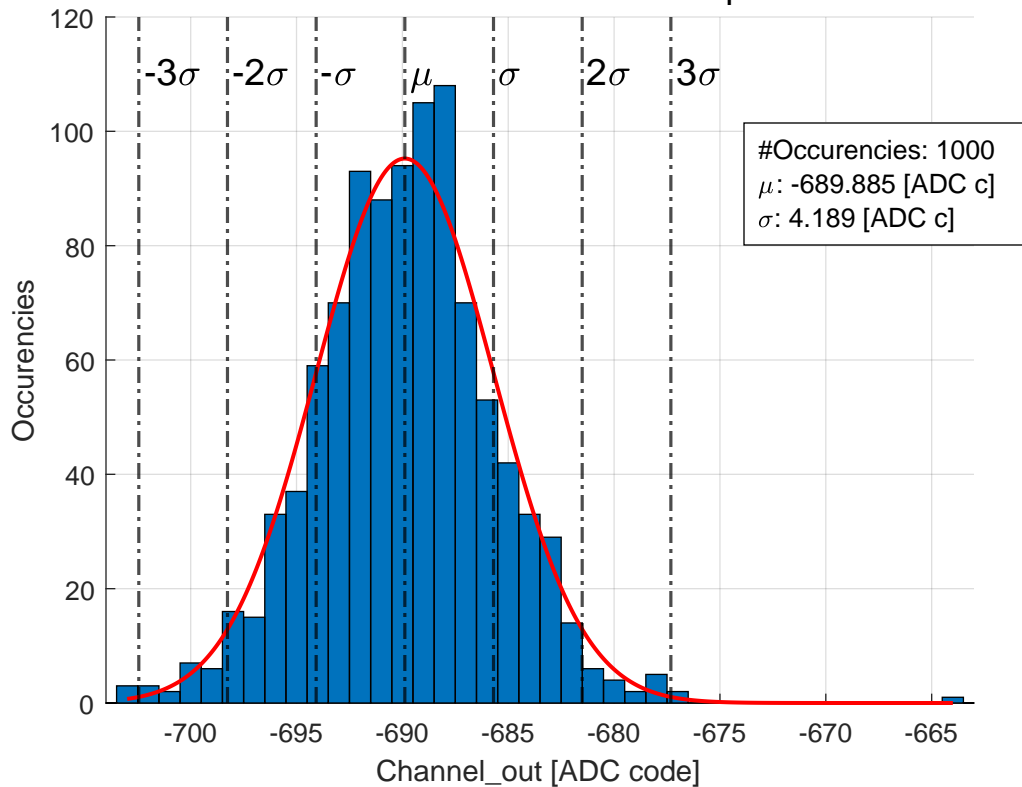 120
100
80
60
40
20
0
-3σ -2σ -σ μ σ 2σ 3σ
#Occurencies: 1000
μ: -689.885 [ADC c]
σ: 4.189 [ADC c]
Occurencies
-700 -695 -690 -685 -680 -675 -670 -665
Channel_out [ADC code]